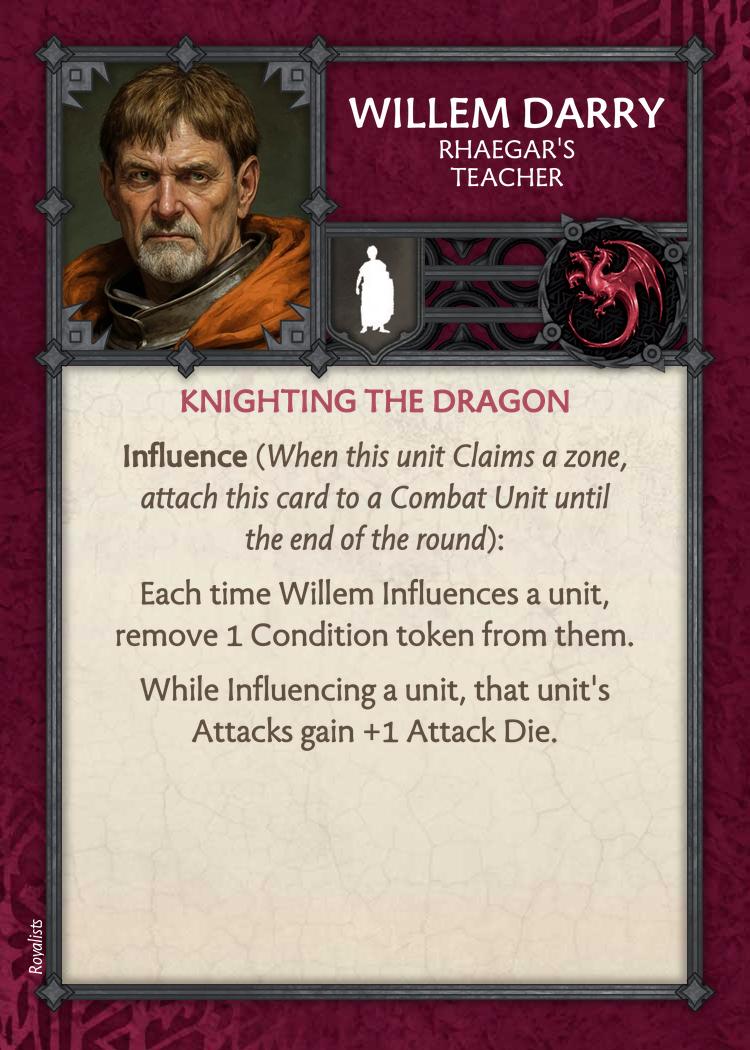 WILLEM DARRY
RHAEGAR'S
TEACHER
KNIGHTING THE DRAGON
Influence (When this unit Claims a zone,
attach this card to a Combat Unit until
the end of the round):
Each time Willem Influences a unit,
remove 1 Condition token from them.
While Influencing a unit, that unit's
Attacks gain +1 Attack Die.
Royalists